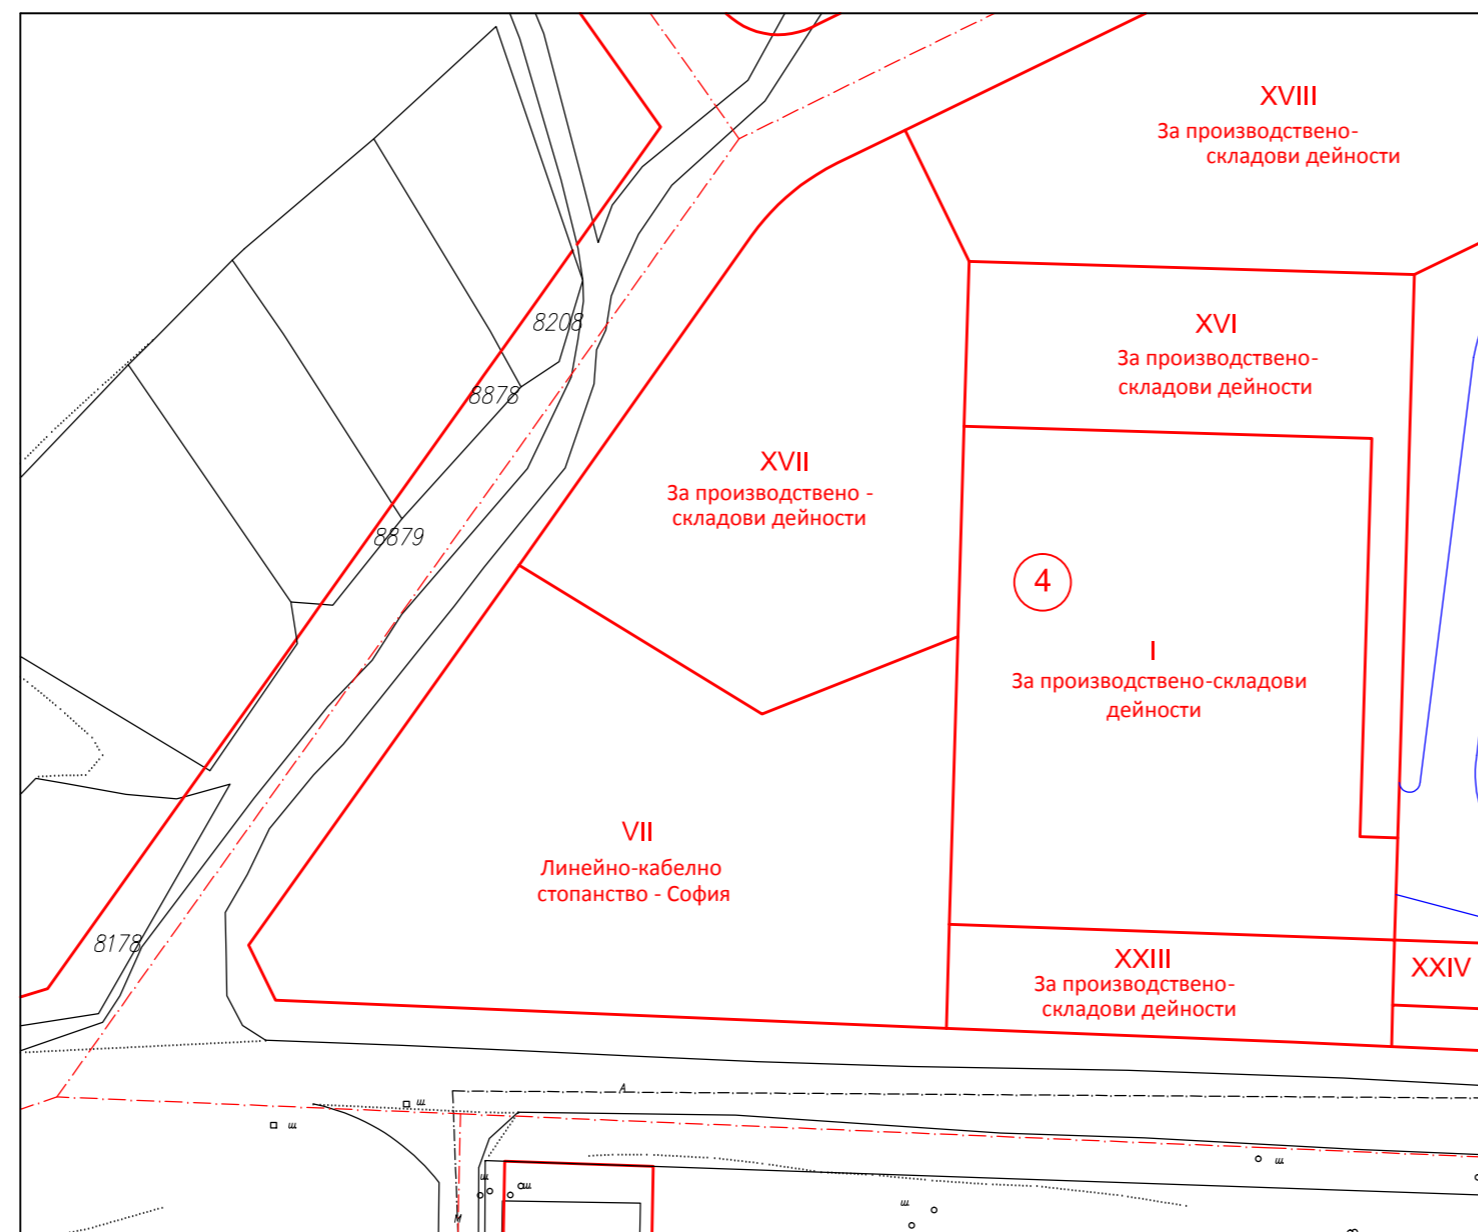 XVIII
За производствено-
складови дейности
8208
XVI
За производствено-
складови дейности
8878
XVII
За производствено -
складови дейности
8879
4
I
За производствено-складови
дейности
VII
Линейно-кабелно
стопанство - София
8178
XXIII
За производствено-
складови дейности
XXIV
А
ш
ш
ш
ш
ш
ш
М
В